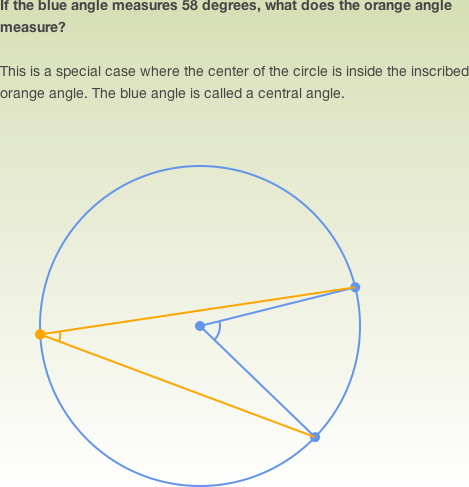 If the blue angle measures 58 degrees, what does the orange angle
measure?
This is a special case where the center of the circle is inside the inscribed
orange angle. The blue angle is called a central angle.